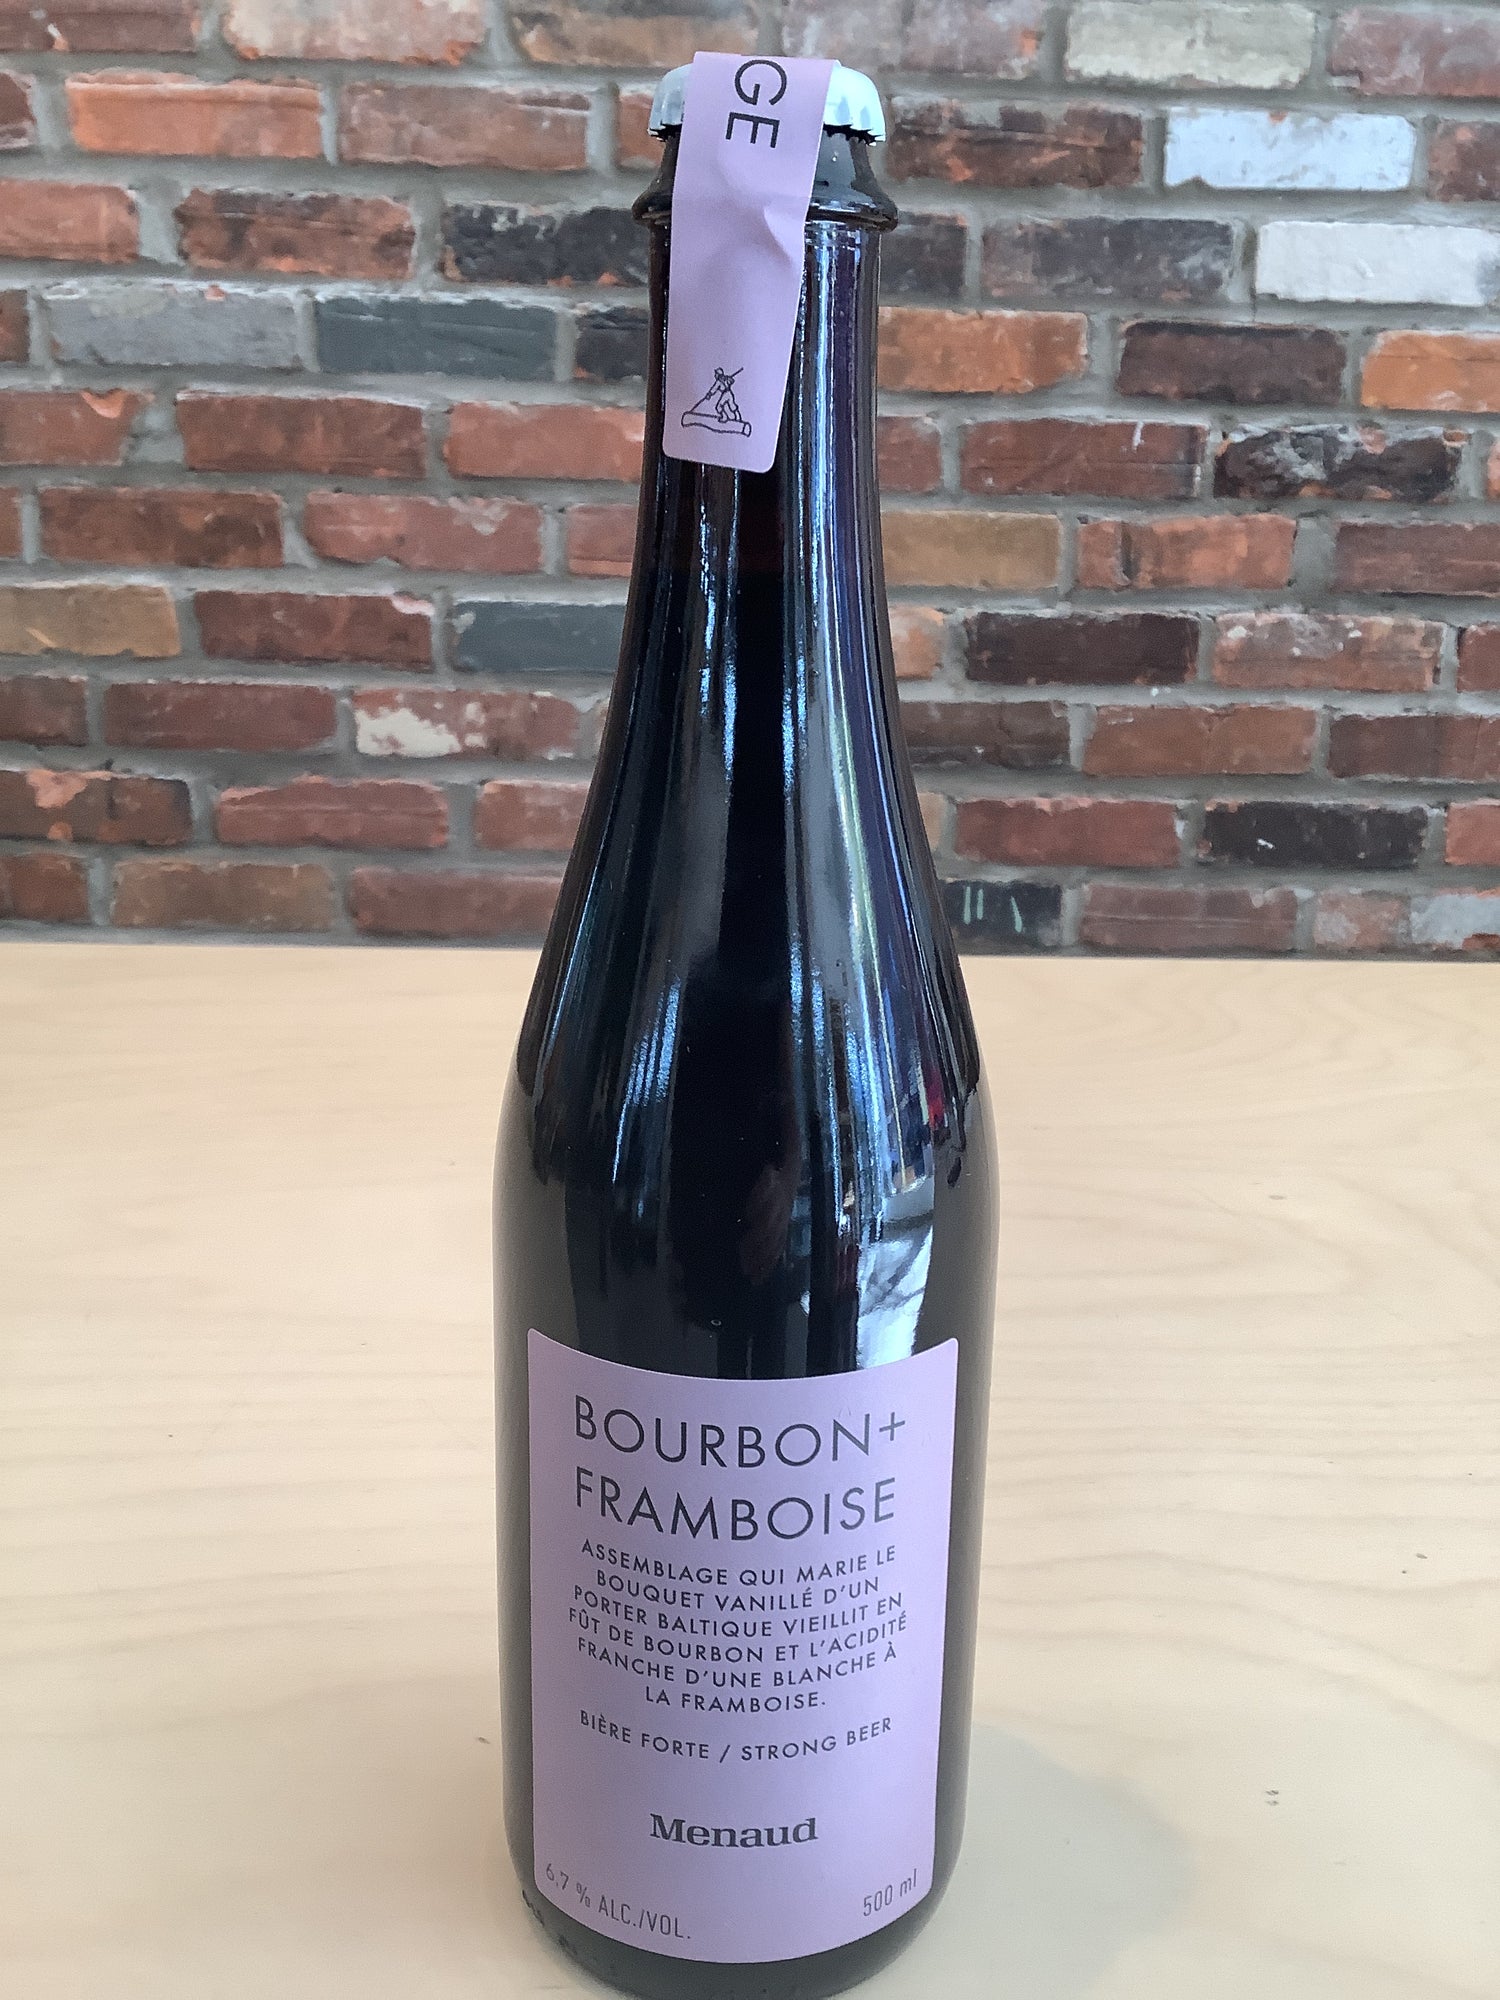 GE
BOURBON+
FRAMBOISE
ASSEMBLAGE QUI MARIE LE
BOUQUET VANILLÉ D'UN
PORTER BALTIQUE VIEILLIT EN
FÛT DE BOURBON ET L'ACIDITÉ
FRANCHE D'UNE BLANCHE À
LA FRAMBOISE.
BIÈRE FORTE / STRONG BEER
Menaud
6,7 % ALC./VOL.
500 ml